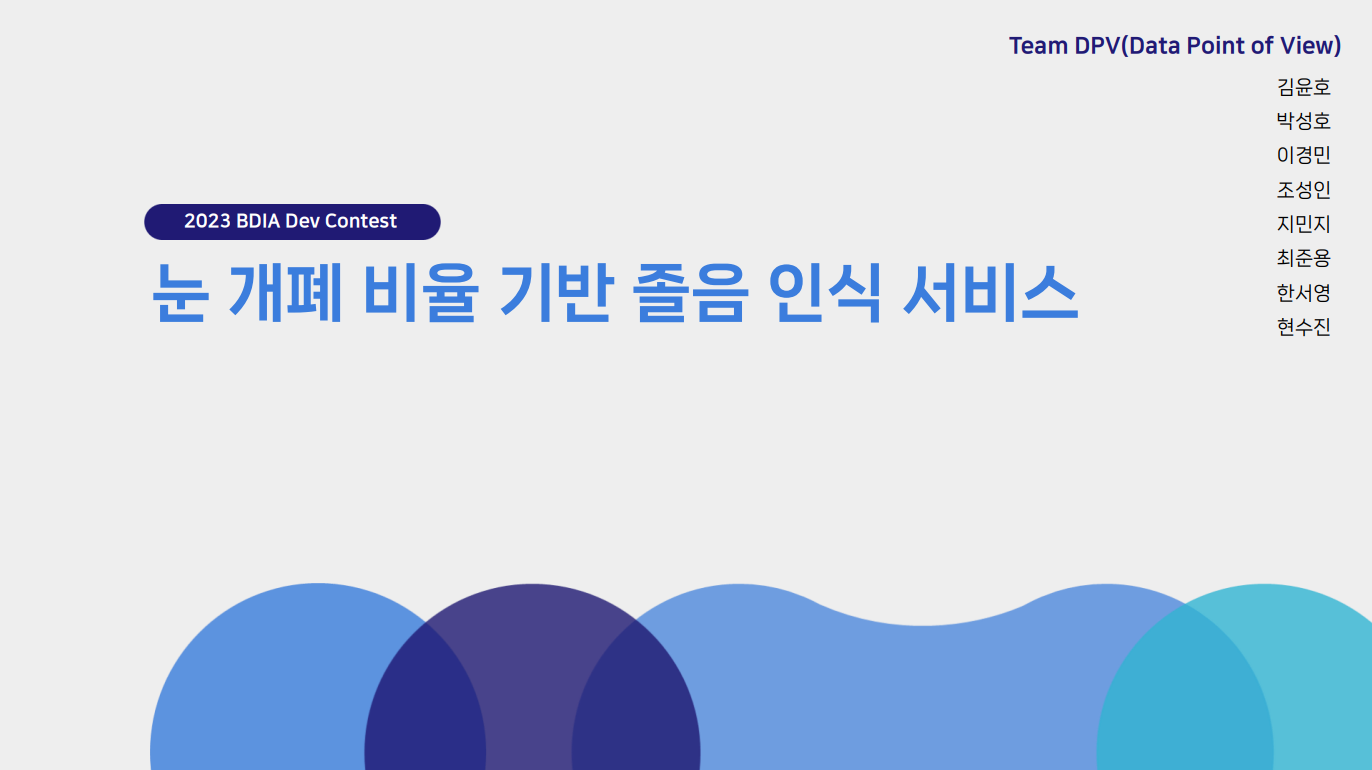 Team DPV(Data Point of View)
김윤호
박성호
이경민
조성인
지민지
최준용
한서영
현수진
2023 BDIA Dev Contest
눈 개폐 비율 기반 졸음 인식 서비스